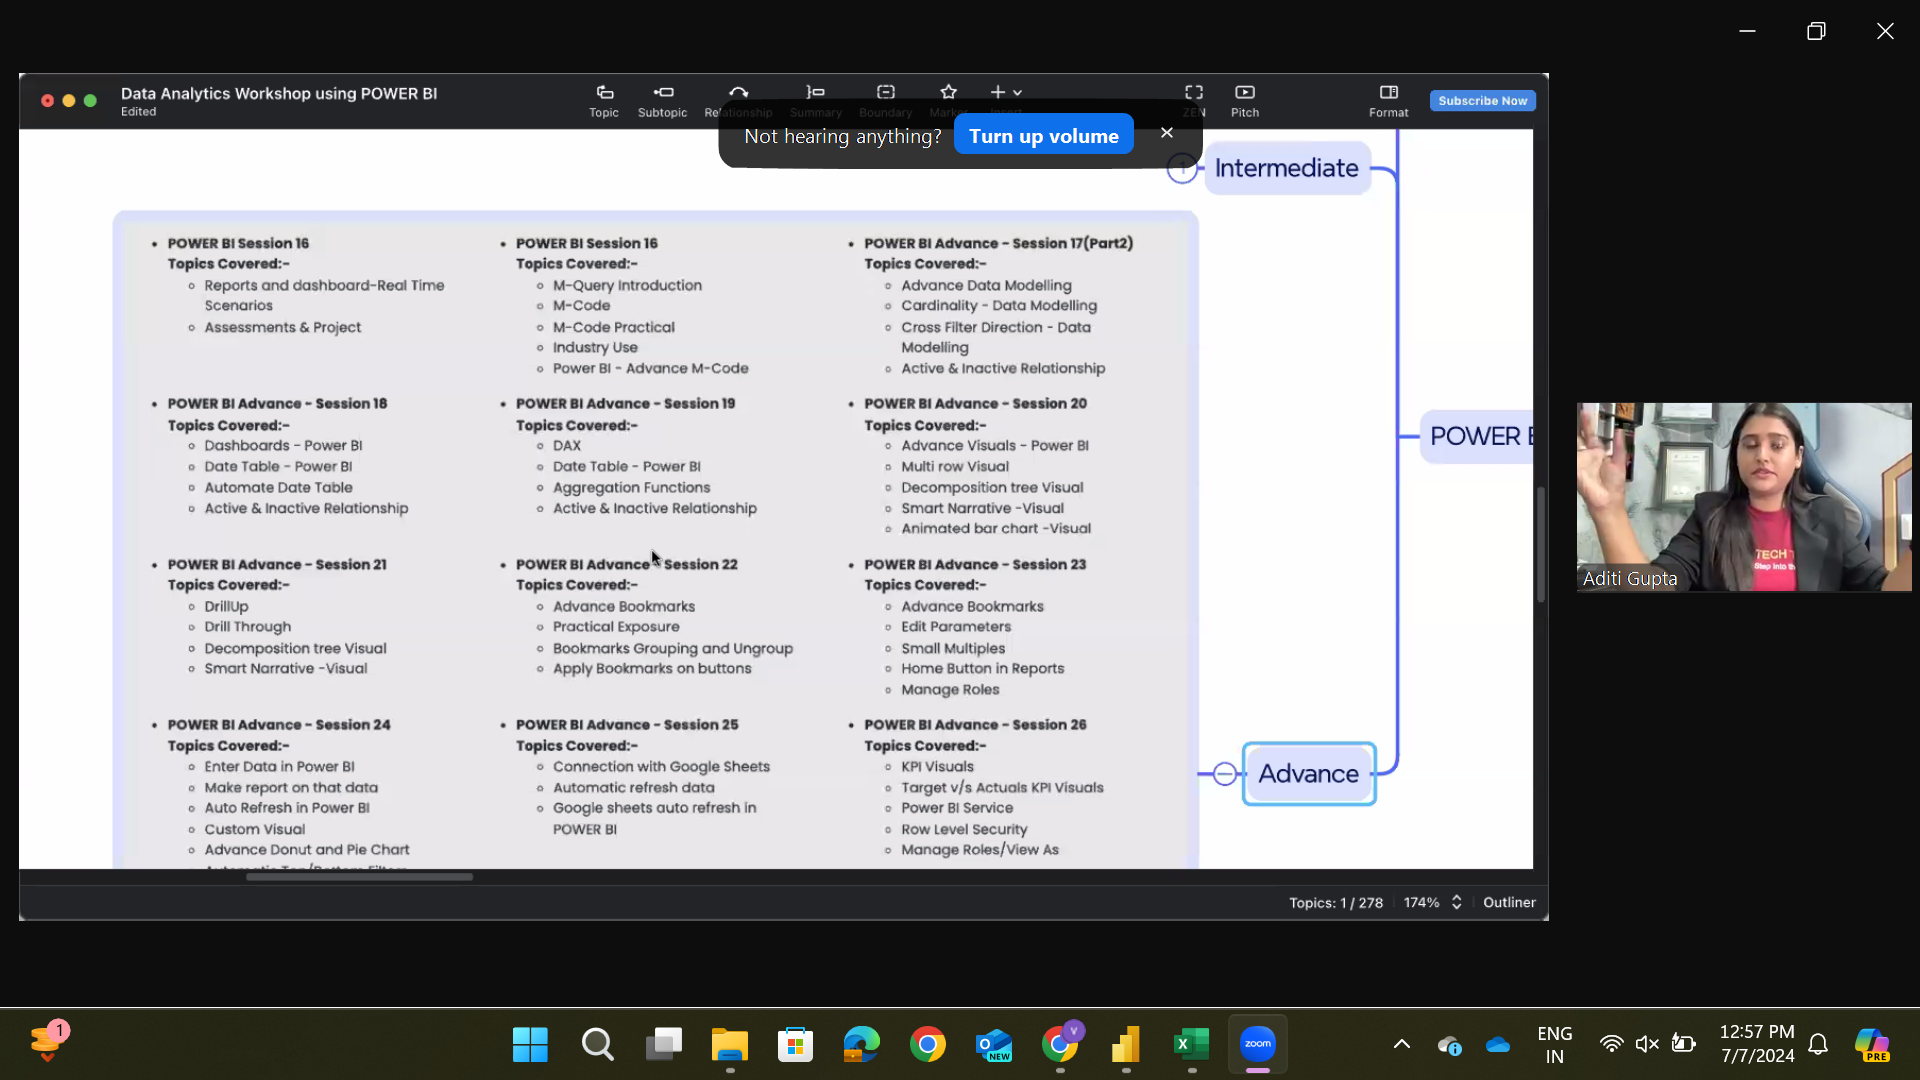 Data Analytics Workshop using POWER BI
Edited
Topic
Subtopic
Relationship
Summary
Boundary
ZEN
Pitch
Format
Subscribe Now
Not hearing anything?
Turn up volume
1
Intermediate
• POWER BI Session 16
Topics Covered:-
Reports and dashboard-Real Time
Scenarios
Assessments & Project
• POWER BI Session 16
Topics Covered:-
M-Query Introduction
M-Code
M-Code Practical
Industry Use
Power BI - Advance M-Code
• POWER BI Advance - Session 17(Part2)
Topics Covered:-
Advance Data Modelling
Cardinality - Data Modelling
Cross Filter Direction - Data
Modelling
Active & Inactive Relationship
• POWER BI Advance - Session 18
Topics Covered:-
Dashboards - Power BI
Date Table - Power BI
Automate Date Table
Active & Inactive Relationship
• POWER BI Advance - Session 19
Topics Covered:-
DAX
Date Table - Power BI
Aggregation Functions
Active & Inactive Relationship
• POWER BI Advance - Session 20
Topics Covered:-
Advance Visuals - Power BI
Multi row Visual
Decomposition tree Visual
Smart Narrative -Visual
Animated bar chart -Visual
• POWER BI Advance - Session 21
Topics Covered:-
DrillUp
Drill Through
Decomposition tree Visual
Smart Narrative -Visual
• POWER BI Advance - Session 22
Topics Covered:-
Advance Bookmarks
Practical Exposure
Bookmarks Grouping and Ungroup
Apply Bookmarks on buttons
• POWER BI Advance - Session 23
Topics Covered:-
Advance Bookmarks
Edit Parameters
Small Multiples
Home Button in Reports
Manage Roles
• POWER BI Advance - Session 24
Topics Covered:-
Enter Data in Power BI
Make report on that data
Auto Refresh in Power BI
Custom Visual
Advance Donut and Pie Chart
• POWER BI Advance - Session 25
Topics Covered:-
Connection with Google Sheets
Automatic refresh data
Google sheets auto refresh in
POWER BI
• POWER BI Advance - Session 26
Topics Covered:-
KPI Visuals
Target v/s Actuals KPI Visuals
Power BI Service
Row Level Security
Manage Roles/View As
POWER
Advance
Aditi Gupta
Topics: 1 / 278
174%
Outliner
1
NEW
V
zoom
ENG
IN
12:57 PM
7/7/2024
PRE